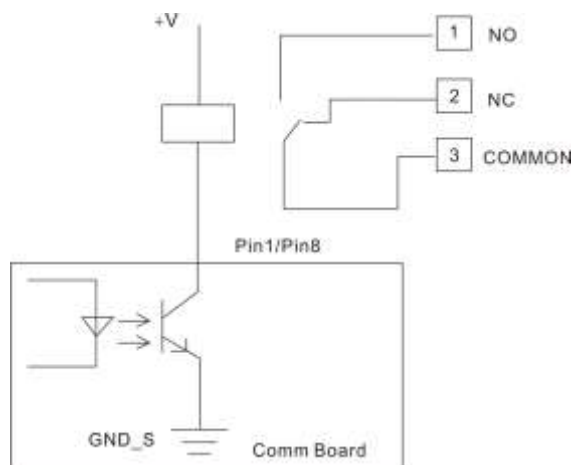 +V
1 NO
2 NC
3 COMMON
Pin1/Pin8
GND_S
Comm Board